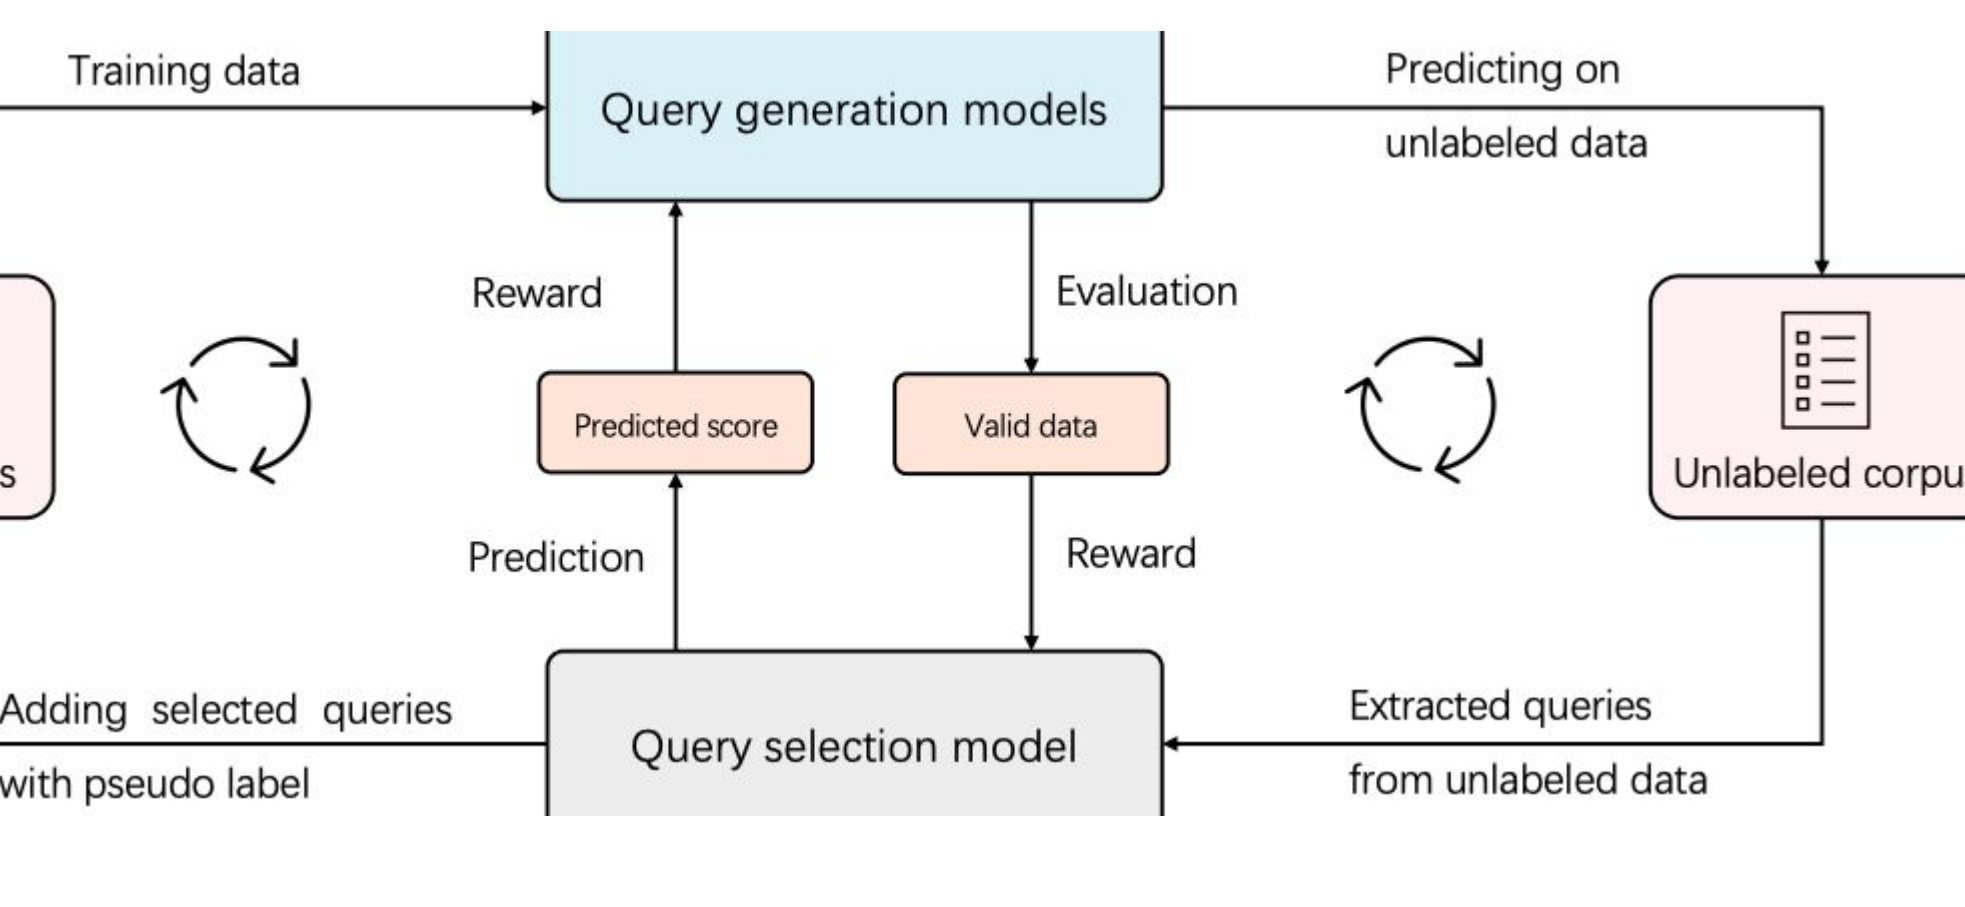 Training data
Query generation models
Predicting on
unlabeled data
Reward
Evaluation
Predicted score
Valid data
s
Unlabeled corpu
Prediction
Reward
Adding selected queries
with pseudo label
Query selection model
Extracted queries
from unlabeled data